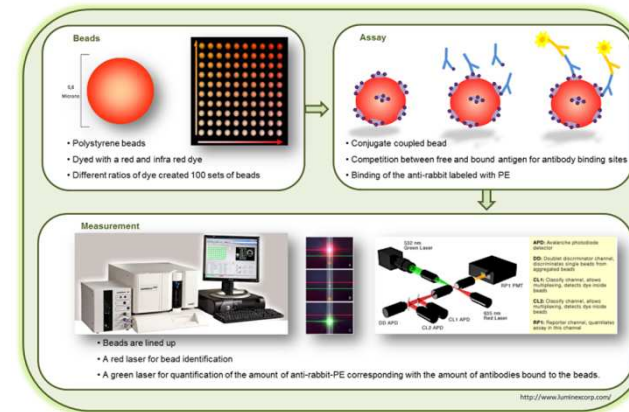 Beads
5,6
Microns
• Polystyrene beads
• Dyed with a red and infra red dye
• Different ratios of dye created 100 sets of beads
Assay
• Conjugate coupled bead
• Competition between free and bound antigen for antibody binding sites
• Binding of the anti-rabbit labeled with PE
Measurement
532 nm
Green Laser
RP1 PMT
635 nm
Red Laser
CL1 APD
CL2 APD
DD APD
APD: Avalanche photodiode
detector
DD: Doublet discriminator channel,
discriminates single beads from
aggregated beads
CL1: Classify channel, allows
multiplexing, detects dye inside
beads
CL2: Classify channel, allows
multiplexing, detects dye inside
beads
RP1: Reporter channel, quantitates
assay in this channel
• Beads are lined up
• A red laser for bead identification
• A green laser for quantification of the amount of anti-rabbit-PE corresponding with the amount of antibodies bound to the beads.
http://www.luminexcorp.com/